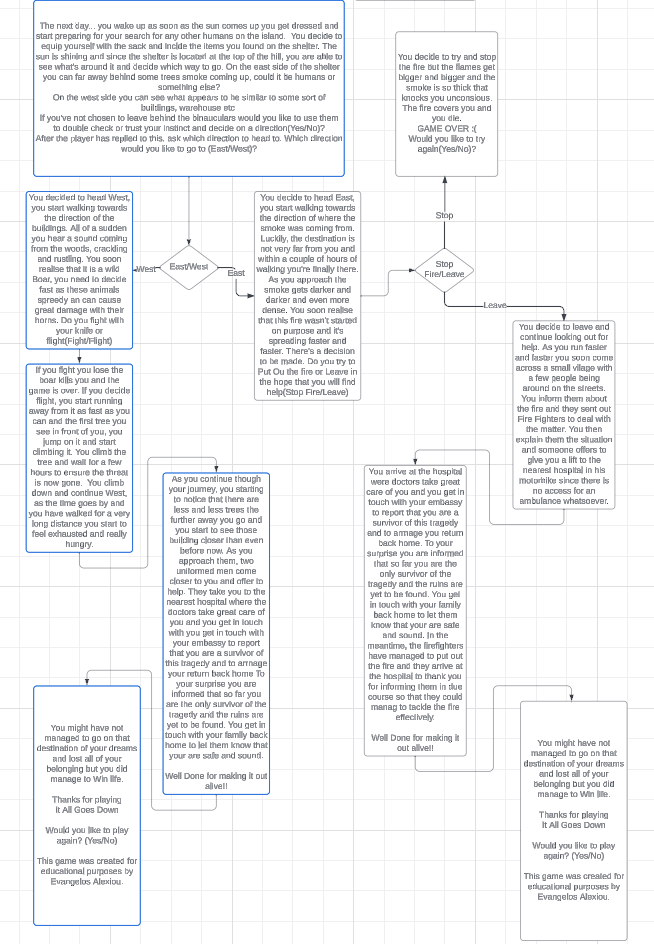 The next day... you wake up as soon as the sun comes up you get dressed and
start preparing for your search for any other humans on the island. You decide to
equip yourself with the sack and incide the items you found on the shelter. The
sun is shining and since the shelter is located at the top of the hill, you are able to
see what's around it and decide which way to go. On the east side of the shelter
you can far away behind some trees smoke coming up, could it be humans or
something else?
On the west side you can see what appears to be similar to some sort of
buildings, warehouse etc
If you've not chosen to leave behind the binaculars would you like to use them
to double check or trust your instinct and decide on a direction(Yes/No)?
After the player has replied to this, ask which direction to head to. Which direction
would you like to go to (East/West)?
You decide to try and stop
the fire but the flames get
bigger and bigger and the
smoke is so thick that
knocks you unconsious.
The fire covers you and
you die.
GAME OVER :(
Would you like to try
again(Yes/No)?
You decided to head West,
you start walking towards
the direction of the
buildings. All of a sudden
you hear a sound coming
from the woods, crackling
and rustling. You soon
realise that it is a wild
Boar, you need to decide
fast as these animals
spreedy an can cause
great damage with their
horns. Do you fight with
your knife or
flight(Fight/Flight)
West
East/West
East
You decide to head East,
you start walking towards
the direction of where the
smoke was coming from.
Luckily, the destination is
not very far from you and
within a couple of hours of
walking you're finally there.
As you approach the
smoke gets darker and
darker and even more
dense. You soon realise
that this fire wasn't started
on purpose and it's
spreading faster and
faster. There's a decision
to be made. Do you try to
Put Ou the fire or Leave in
the hope that you will find
help(Stop Fire/Leave)
Stop
Stop
Fire/Leave
Leave
You decide to leave and
continue looking out for
help. As you run faster
and faster you soon come
across a small vilage with
a few people being
around on the streets.
You inform them about
the fire and they sent out
Fire Fighters to deal with
the matter. You then
explain them the situation
and someone offers to
give you a lift to the
nearest hospital in his
motorbike since there is
no access for an
ambulance whatsoever.
If you fight you lose the
boar kills you and the
game is over. If you decide
flight, you start running
away from it as fast as you
can and the first tree you
see in front of you, you
jump on it and start
climbing it. You climb the
tree and wait for a few
hours to ensure the threat
is now gone. You climb
down and continue West,
as the time goes by and
you have walked for a very
long distance you start to
feel exhausted and really
hungry.
As you continue though
your journey, you starting
to notice that there are
less and less trees the
further away you go and
you start to see those
building closer than even
before now. As you
approach them, two
uniformed men come
closer to you and offer to
help. They take you to the
nearest hospital where the
doctors take great care of
you and you get in touch
with you get in touch with
your embassy to report
that you are a survivor of
this tragedy and to arrnage
your return back home To
your surprise you are
informed that so far you
are the only survivor of the
tragerdy and the ruins are
yet to be found. You get in
touch with your family back
home to let them know that
your are safe and sound.

Well Done for making it out
alive!!
You arrive at the hospital
were doctors take great
care of you and you get in
touch with your embassy
to report that you are a
survivor of this tragedy
and to arrnage you return
back home. To your
surprise you are informed
that so far you are the
only survivor of the
tragedy and the ruins are
yet to be found. You get
in touch with your family
back home to let them
know that your are safe
and sound. In the
meantime, the firefighters
have managed to put out
the fire and they arrive at
the hospital to thank you
for informing them in due
course so that they could
manag to tackle the fire
effectively.

Well Done for making it
out alive!!
You might have not
managed to go on that
destination of your dreams
and lost all of your
belonging but you did
manage to Win life.

Thanks for playing
It All Goes Down

Would you like to play
again? (Yes/No)

This game was created for
educational purposes by
Evangelos Alexiou.
You might have not
managed to go on that
destination of your dreams
and lost all of your
belonging but you did
manage to Win life.

Thanks for playing
It All Goes Down

Would you like to play
again? (Yes/No)

This game was created for
educational purposes by
Evangelos Alexiou.